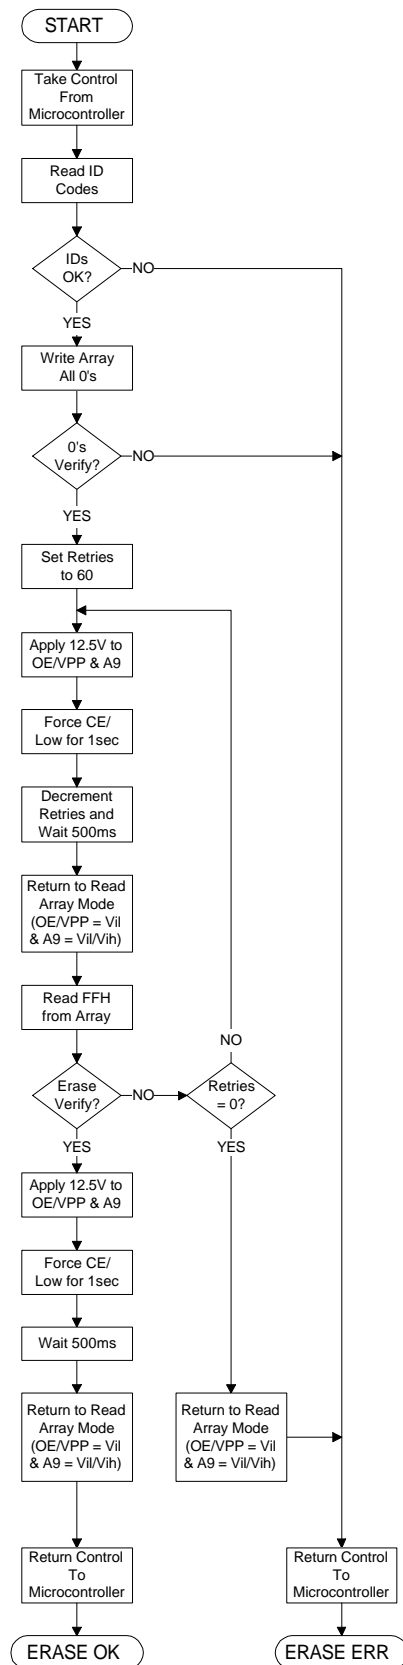 START
Take Control
From
Microcontroller
Read ID
Codes
IDs
OK?
NO
YES
Write Array
All 0's
0's
Verify?
NO
YES
Set Retries
to 60
Apply 12.5V to
OE/VPP & A9
Force CE/
Low for 1sec
Decrement
Retries and
Wait 500ms
Return to Read
Array Mode
(OE/VPP = Vil
& A9 = Vil/Vih)
Read FFH
from Array
NO
Erase
Verify?
NO
Retries
= 0?
YES
YES
Apply 12.5V to
OE/VPP & A9
Force CE/
Low for 1sec
Wait 500ms
Return to Read
Array Mode
(OE/VPP = Vil
& A9 = Vil/Vih)
Return to Read
Array Mode
(OE/VPP = Vil
& A9 = Vil/Vih)
Return Control
To
Microcontroller
Return Control
To
Microcontroller
ERASE OK
ERASE ERR